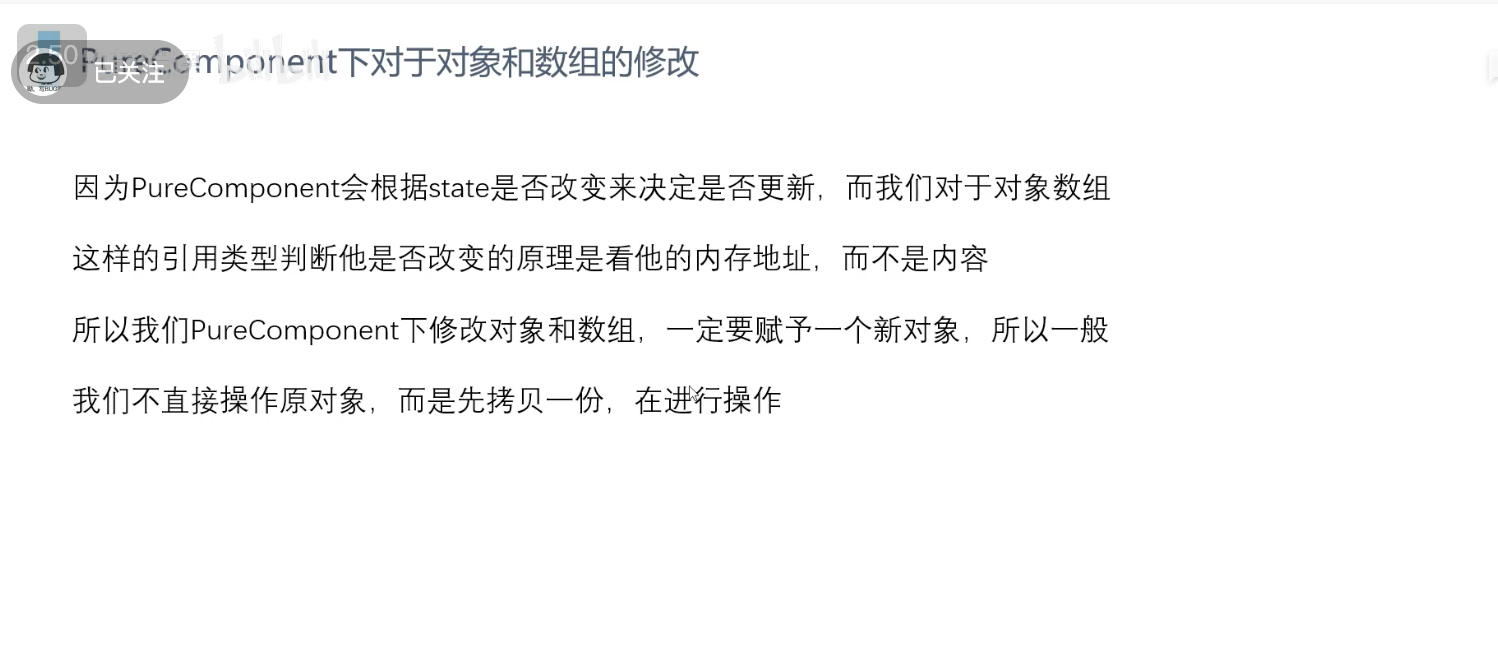 PureComponent下对于对象和数组的修改
2:50
已关注
bilibili
因为PureComponent会根据state是否改变来决定是否更新，而我们对于对象数组
这样的引用类型判断他是否改变的原理是看他的内存地址，而不是内容
所以我们PureComponent下修改对象和数组，一定要赋予一个新对象，所以一般
我们不直接操作原对象，而是先拷贝一份，在进行操作